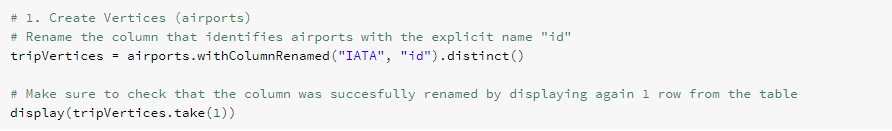 # 1. Create Vertices (airports)
# Rename the column that identifies airports with the explicit name "id"
tripVertices = airports.withColumnRenamed("IATA", "id").distinct()
# Make sure to check that the column was succesfully renamed by displaying again 1 row from the table
display(tripVertices.take(1))